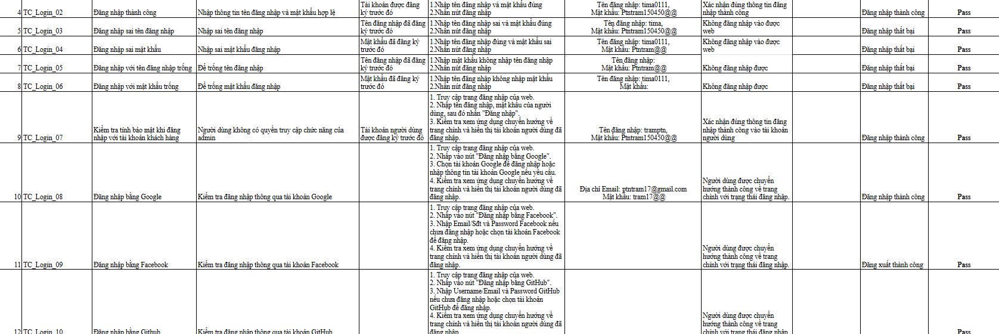 4 TC_Login_02 Đăng nhập thành công Nhập thông tin tên đăng nhập và mật khẩu hợp lệ
Tài khoản được đăng
ký trước đó
1.Nhập tên đăng nhập và mật khẩu đúng
2.Nhấn nút đăng nhập
Tên đăng nhập: tima0111,
Mật khẩu: Ptntram150450@@
Xác nhận đúng thông tin đăng
nhập thành công
Đăng nhập thành công Pass
5 TC_Login_03 Đăng nhập sai tên đăng nhập Nhập sai tên đăng nhập
Tên đăng nhập đã đăng
ký trước đó
1.Nhập tên đăng nhập sai và mật khẩu đúng
2.Nhấn nút đăng nhập
Tên đăng nhập: tima,
Mật khẩu: Ptntram150450@@
Không đăng nhập vào được
web
Đăng nhập thất bại Pass
6 TC_Login_04 Đăng nhập sai mật khẩu Nhập sai mật khẩu đăng nhập
Mật khẩu đã đăng ký
trước đó
1.Nhập tên đăng nhập đúng và mật khẩu sai
2.Nhấn nút đăng nhập
Tên đăng nhập: tima0111,
Mật khẩu: Ptntram@@
Không đăng nhập vào được
web
Đăng nhập thất bại Pass
7 TC_Login_05 Đăng nhập với tên đăng nhập trống Để trống tên đăng nhập
Tên đăng nhập đã đăng
ký trước đó
1.Nhập mật khẩu không nhập tên đăng nhập
2.Nhấn nút đăng nhập
Tên đăng nhập:
Mật khẩu: Ptntram@@
Không đăng nhập được
Đăng nhập thất bại Pass
8 TC_Login_06 Đăng nhập với mật khẩu trống Để trống mật khẩu đăng nhập
Mật khẩu đã đăng ký
trước đó
1.Nhập tên đăng nhập không nhập mật khẩu
2.Nhấn nút đăng nhập
Tên đăng nhập: tima0111,
Mật khẩu:
Không đăng nhập được
Đăng nhập thất bại Pass
9 TC_Login_07
Kiểm tra tính bảo mật khi đăng
nhập với tài khoản khách hàng
Người dùng không có quyền truy cập chức năng của
admin
Tài khoản người dùng
được đăng ký trước đó
1. Truy cập trang đăng nhập của web.
2. Nhập tên đăng nhập, mật khẩu của người
dùng, sau đó nhấn "Đăng nhập".
3. Kiểm tra xem ứng dụng chuyển hướng về
trang chính và hiển thị tài khoản người dùng đã
đăng nhập.
Tên đăng nhập: tramptn,
Mật khẩu: Ptntram150450@@
Xác nhận đúng thông tin đăng
nhập thành công vào tài khoản
người dùng
Đăng nhập thành công Pass
10 TC_Login_08 Đăng nhập bằng Google Kiểm tra đăng nhập thông qua tài khoản Google
1. Truy cập trang đăng nhập của web.
2. Nhấp vào nút "Đăng nhập bằng Google".
3. Chọn tài khoản Google để đăng nhập hoặc
nhập thông tin tài khoản Google nếu yêu cầu.
4. Kiểm tra xem ứng dụng chuyển hướng về
trang chính và hiển thị tài khoản người dùng đã
đăng nhập.
Địa chỉ Email: ptntram17@gmail.com
Mật khẩu: tram17@@
Người dùng được chuyển
hướng thành công về trang
chính với trạng thái đăng nhập.
Đăng nhập thành công Pass
11 TC_Login_09 Đăng nhập bằng Facebook Kiểm tra đăng nhập thông qua tài khoản Facebook
1. Truy cập trang đăng nhập của web.
2. Nhấp vào nút "Đăng nhập bằng Facebook".
3. Nhập Email/Sđt và Password Facebook nếu
chưa đăng nhập hoặc chọn tài khoản Facebook
để đăng nhập.
4. Kiểm tra xem ứng dụng chuyển hướng về
trang chính và hiển thị tài khoản người dùng đã
đăng nhập.
Người dùng được chuyển
hướng thành công về trang
chính với trạng thái đăng nhập.
Đăng xuất thành công Pass
12 TC_Login_10 Đăng nhập bằng Github Kiểm tra đăng nhập thông qua tài khoản GitHub
1. Truy cập trang đăng nhập của web.
2. Nhấp vào nút "Đăng nhập bằng GitHub".
3. Nhập Username/Email và Password GitHub
nếu chưa đăng nhập hoặc chọn tài khoản
GitHub để đăng nhập.
4. Kiểm tra xem ứng dụng chuyển hướng về
trang chính và hiển thị tài khoản người dùng đã
đăng nhập.
Người dùng được chuyển
hướng thành công về trang
chính với trạng thái đăng nhập.
Đăng nhập thành công Pass